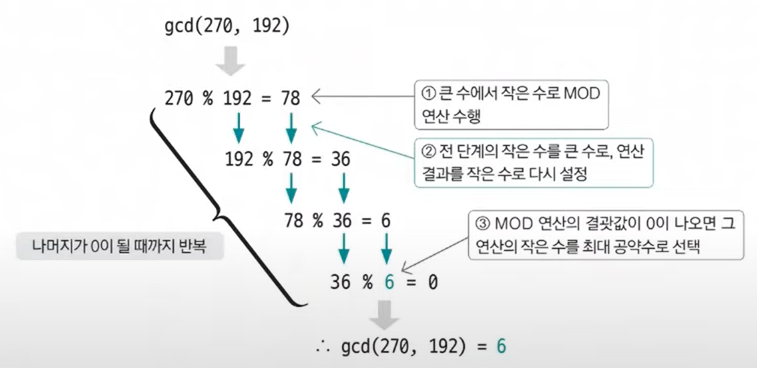 gcd(270, 192)
270 % 192 = 78
① 큰 수에서 작은 수로 MOD
연산 수행
192 % 78 = 36
② 전 단계의 작은 수를 큰 수로, 연산
결과를 작은 수로 다시 설정
78 % 36 = 6
③ MOD 연산의 결괏값이 0이 나오면 그
연산의 작은 수를 최대 공약수로 선택
나머지가 0이 될 때까지 반복
36 % 6 = 0
∴ gcd(270, 192) = 6